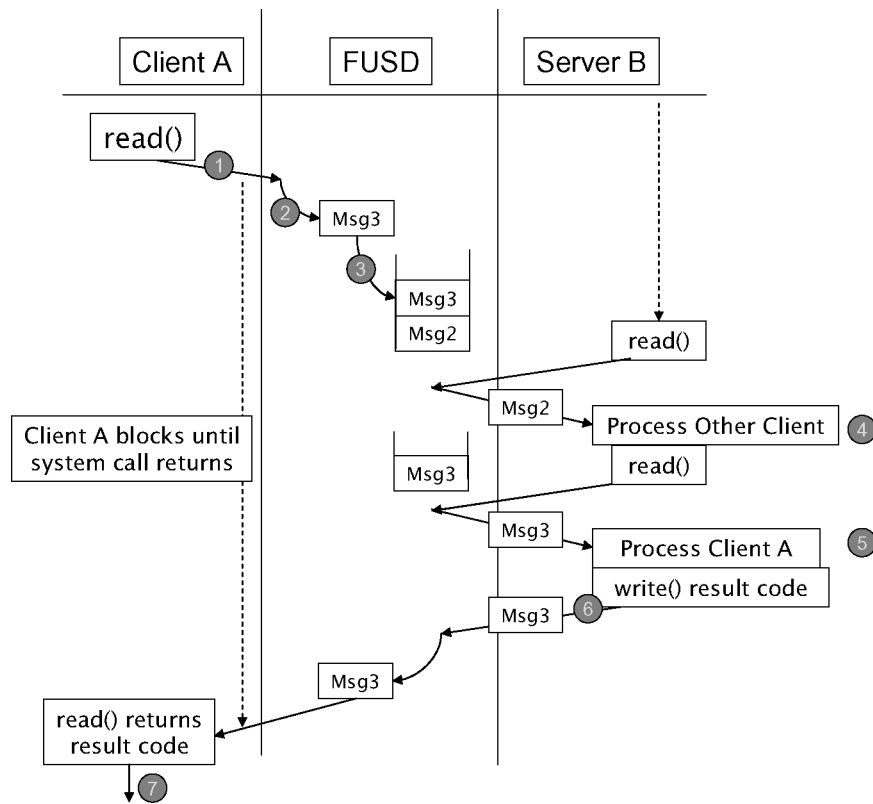 Client A
FUSD
Server B
read()
1
2
Msg3
3
Msg3
Msg2
read()
Msg2
Process Other Client
4
Client A blocks until
system call returns
read()
Msg3
Msg3
Process Client A
5
write() result code
6
Msg3
Msg3
read() returns
result code
7